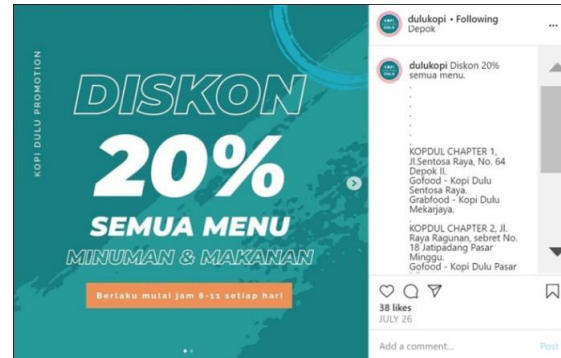 KOPI DULU PROMOTION
DISKON
20%
SEMUA MENU
MINUMAN & MAKANAN
Berlaku mulai jam 8-11 setiap hari
dulukopi • Following
Depok
...
dulukopi Diskon 20%
semua menu.
.
.
.
.
.
KOPDUL CHAPTER 1,
Jl.Sentosa Raya, No. 64
Depok II.
Gofood - Kopi Dulu
Sentosa Raya.
Grabfood - Kopi Dulu
Mekarjaya.
.
KOPDUL CHAPTER 2, Jl.
Raya Ragunan, sebret No.
18 Jatipadang Pasar
Minggu.
Gofood - Kopi Dulu Pasar
38 likes
JULY 26
Add a comment...
Post